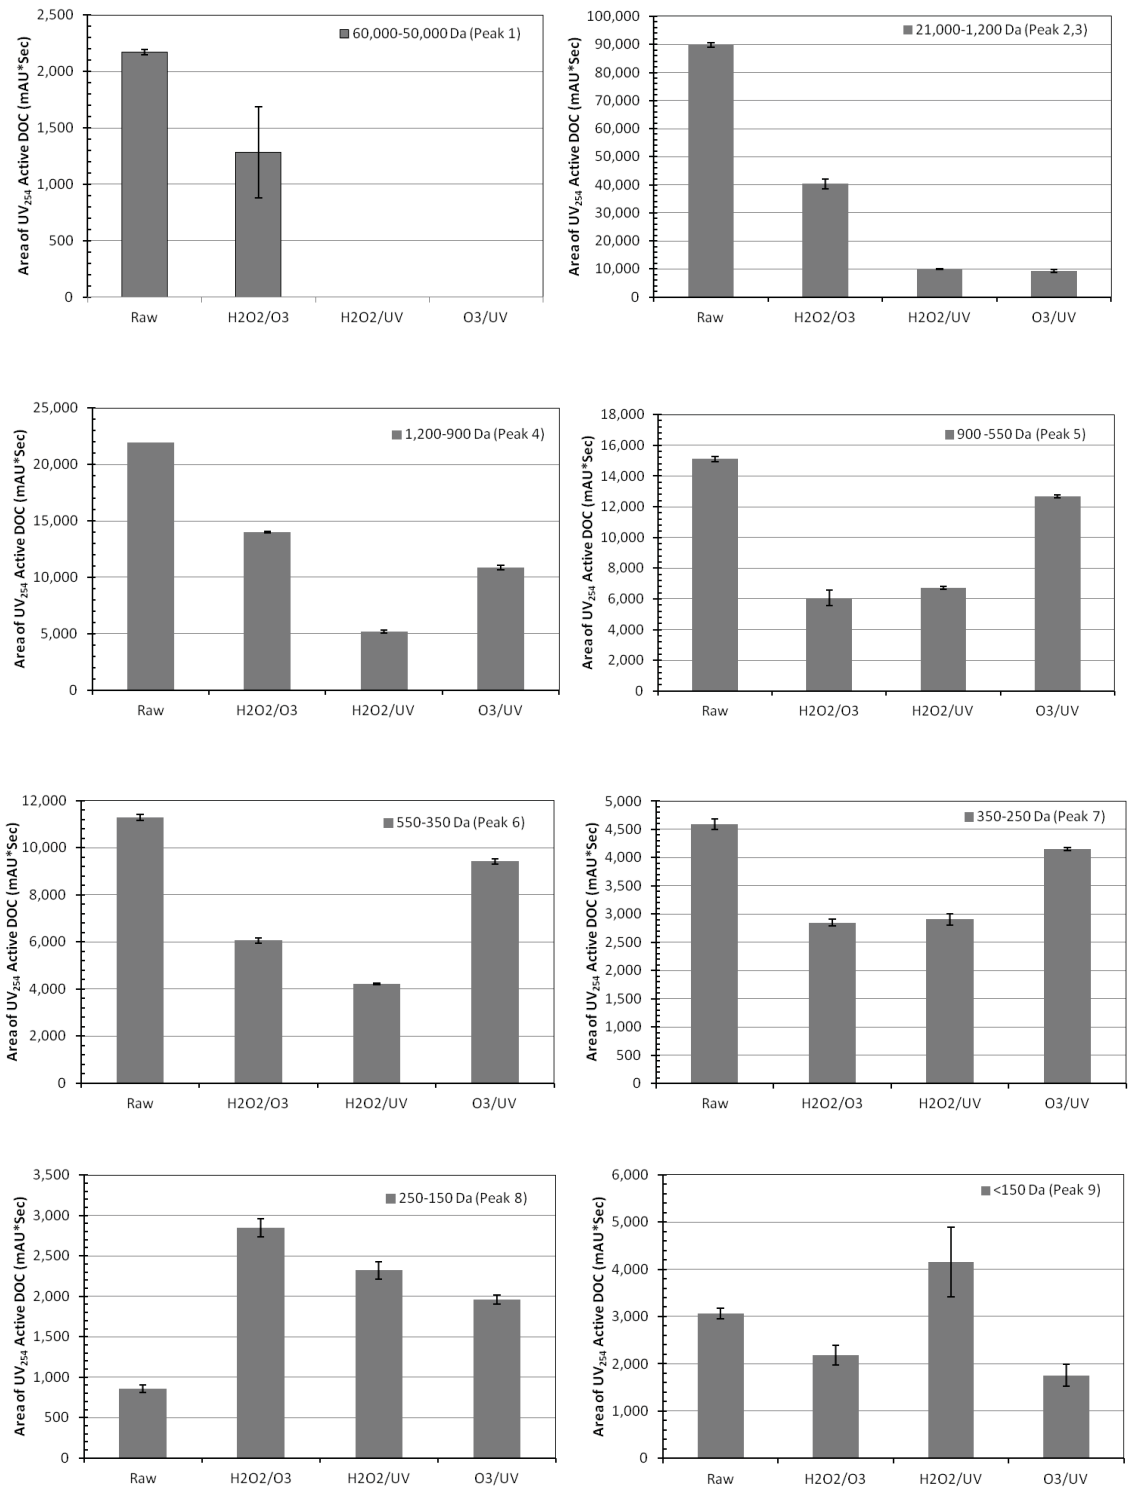 60,000-50,000 Da (Peak 1)
Area of UV254 Active DOC (mAU*Sec)
2,500
2,000
1,500
1,000
500
0
Raw H2O2/O3 H2O2/UV O3/UV
21,000-1,200 Da (Peak 2,3)
Area of UV254 Active DOC (mAU*Sec)
100,000
90,000
80,000
70,000
60,000
50,000
40,000
30,000
20,000
10,000
0
Raw H2O2/O3 H2O2/UV O3/UV
1,200-900 Da (Peak 4)
Area of UV254 Active DOC (mAU*Sec)
25,000
20,000
15,000
10,000
5,000
0
Raw H2O2/O3 H2O2/UV O3/UV
900-550 Da (Peak 5)
Area of UV254 Active DOC (mAU*Sec)
18,000
16,000
14,000
12,000
10,000
8,000
6,000
4,000
2,000
0
Raw H2O2/O3 H2O2/UV O3/UV
550-350 Da (Peak 6)
Area of UV254 Active DOC (mAU*Sec)
12,000
10,000
8,000
6,000
4,000
2,000
0
Raw H2O2/O3 H2O2/UV O3/UV
350-250 Da (Peak 7)
Area of UV254 Active DOC (mAU*Sec)
5,000
4,500
4,000
3,500
3,000
2,500
2,000
1,500
1,000
500
0
Raw H2O2/O3 H2O2/UV O3/UV
250-150 Da (Peak 8)
Area of UV254 Active DOC (mAU*Sec)
3,500
3,000
2,500
2,000
1,500
1,000
500
0
Raw H2O2/O3 H2O2/UV O3/UV
<150 Da (Peak 9)
Area of UV254 Active DOC (mAU*Sec)
6,000
5,000
4,000
3,000
2,000
1,000
0
Raw H2O2/O3 H2O2/UV O3/UV